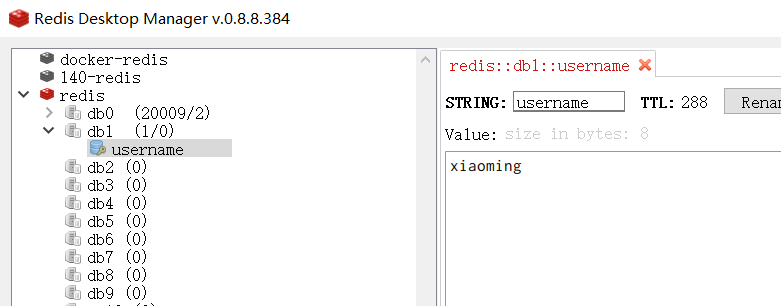 Redis Desktop Manager v.0.8.8.384
docker-redis
140-redis
redis
db0 (20009/2)
db1 (1/0)
username
db2 (0)
db3 (0)
db4 (0)
db5 (0)
db6 (0)
db7 (0)
db8 (0)
db9 (0)
redis::db1::username
STRING: username TTL: 288 Renam
Value: size in bytes: 8
xiaoming